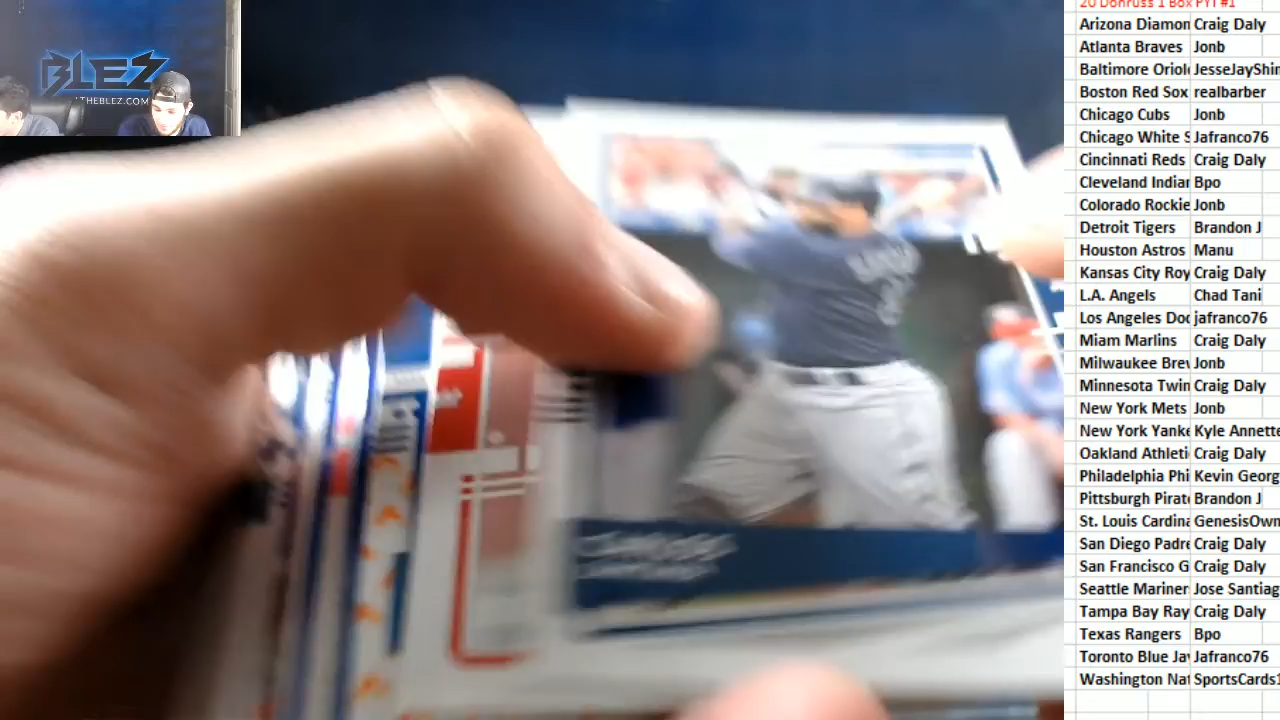 BLEZ
THEBLEZ.COM
20 Donruss 1 Box PYT #1
Arizona Diamon Craig Daly
Atlanta Braves Jonb
Baltimore Oriol JesseJayShin
Boston Red Sox realbarber
Chicago Cubs Jonb
Chicago White S Jafranco76
Cincinnati Reds Craig Daly
Cleveland Indian Bpo
Colorado Rockie Jonb
Detroit Tigers Brandon J
Houston Astros Manu
Kansas City Roy Craig Daly
L.A. Angels Chad Tani
Los Angeles Dod jafranco76
Miam Marlins Craig Daly
Milwaukee Brev Jonb
Minnesota Twin Craig Daly
New York Mets Jonb
New York Yanke Kyle Annette
Oakland Athleti Craig Daly
Philadelphia Phi Kevin Georg
Pittsburgh Pirat Brandon J
St. Louis Cardina GenesisOwn
San Diego Padre Craig Daly
San Francisco G Craig Daly
Seattle Mariner Jose Santiag
Tampa Bay Ray Craig Daly
Texas Rangers Bpo
Toronto Blue Jay Jafranco76
Washington Nat SportsCards1